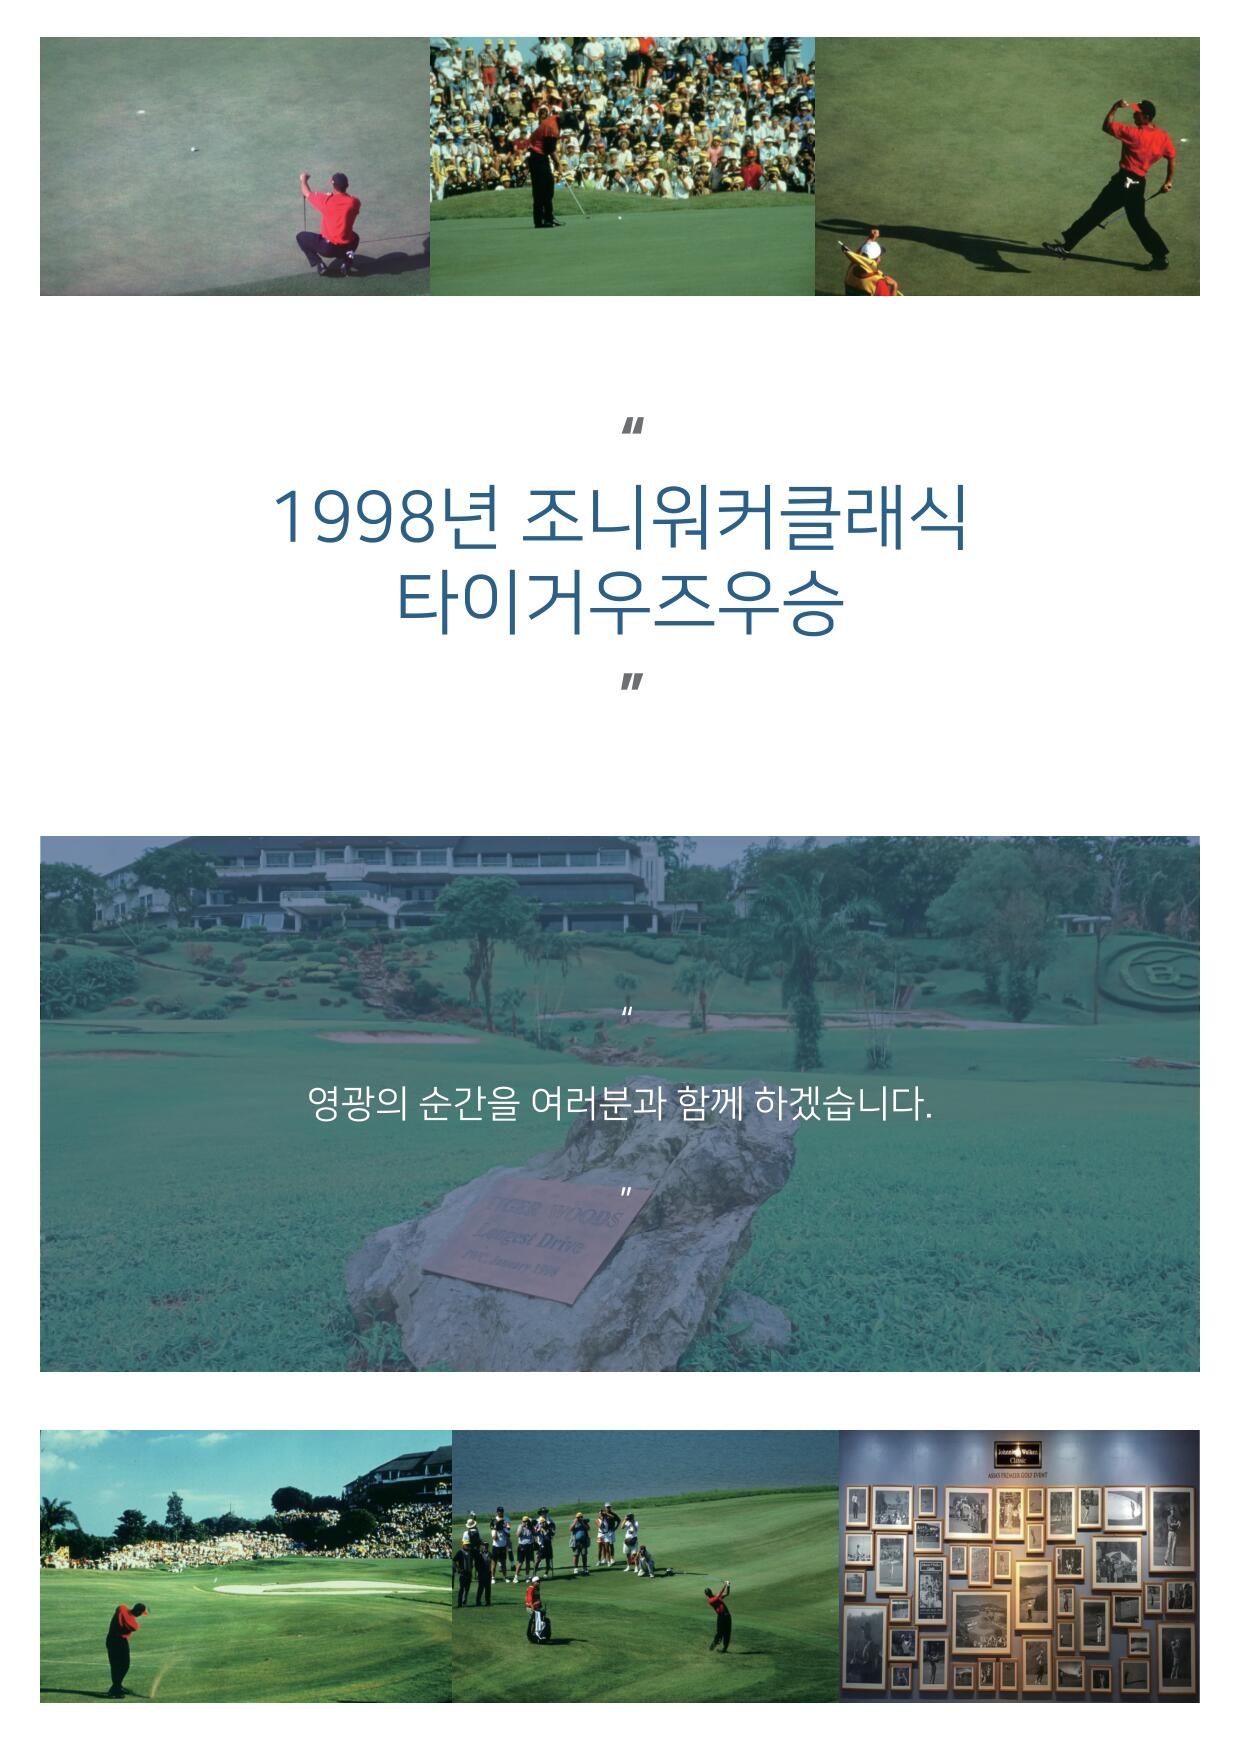 “
1998년 조니워커클래식
타이거우즈우승
”
“
영광의 순간을 여러분과 함께 하겠습니다.
”
TIGER WOODS
Longest Drive
JWC. January 1998
Johnnie Walker
Classic
ASIA'S PREMIER GOLF EVENT